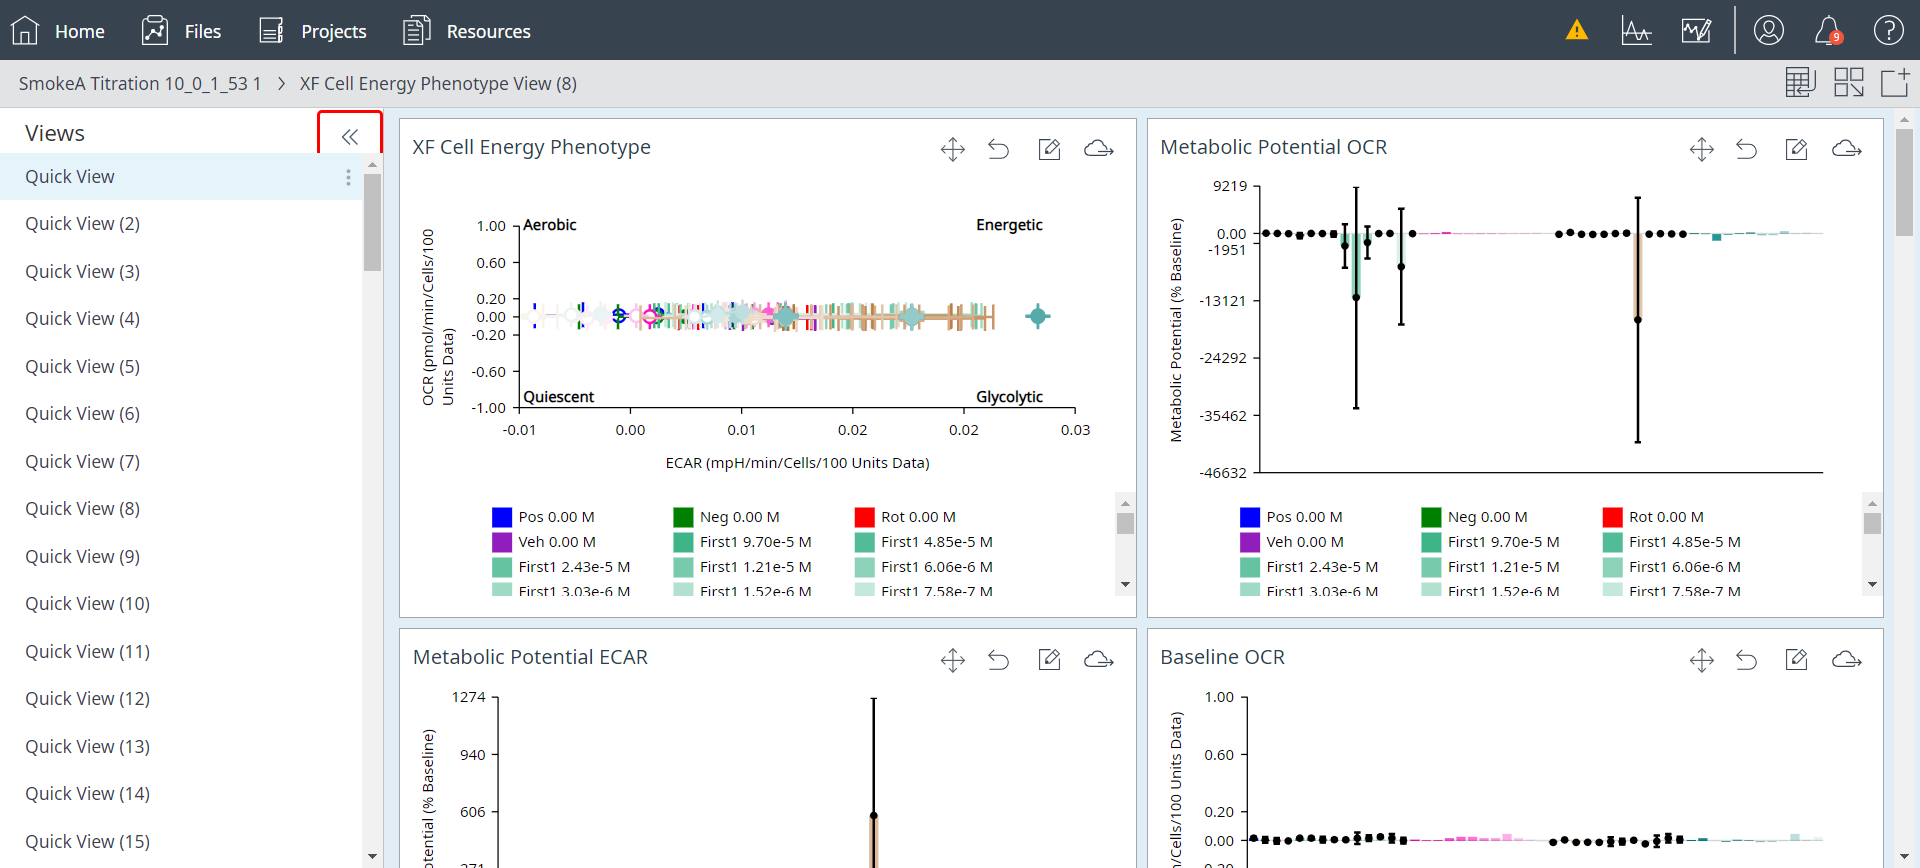 Home Files Projects Resources 9
SmokeA Titration 10_0_1_53 1 > XF Cell Energy Phenotype View (8)
Views
Quick View
Quick View (2)
Quick View (3)
Quick View (4)
Quick View (5)
Quick View (6)
Quick View (7)
Quick View (8)
Quick View (9)
Quick View (10)
Quick View (11)
Quick View (12)
Quick View (13)
Quick View (14)
Quick View (15)
XF Cell Energy Phenotype
OCR (pmol/min/Cells/100
Units Data)
1.00
0.60
0.20
0.00
-0.20
-0.60
-1.00
Aerobic Energetic
Quiescent Glycolytic
-0.01 0.00 0.01 0.02 0.02 0.03
ECAR (mpH/min/Cells/100 Units Data)
Pos 0.00 M Neg 0.00 M Rot 0.00 M
Veh 0.00 M First1 9.70e-5 M First1 4.85e-5 M
First1 2.43e-5 M First1 1.21e-5 M First1 6.06e-6 M
First1 3.03e-6 M First1 1.52e-6 M First1 7.58e-7 M
Metabolic Potential OCR
Metabolic Potential (% Baseline)
9219
0.00
-1951
-13121
-24292
-35462
-46632
Pos 0.00 M Neg 0.00 M Rot 0.00 M
Veh 0.00 M First1 9.70e-5 M First1 4.85e-5 M
First1 2.43e-5 M First1 1.21e-5 M First1 6.06e-6 M
First1 3.03e-6 M First1 1.52e-6 M First1 7.58e-7 M
Metabolic Potential ECAR
otential (% Baseline)
1274
940
606
271
Baseline OCR
n/Cells/100 Units Data)
1.00
0.60
0.20
0.00
-0.20